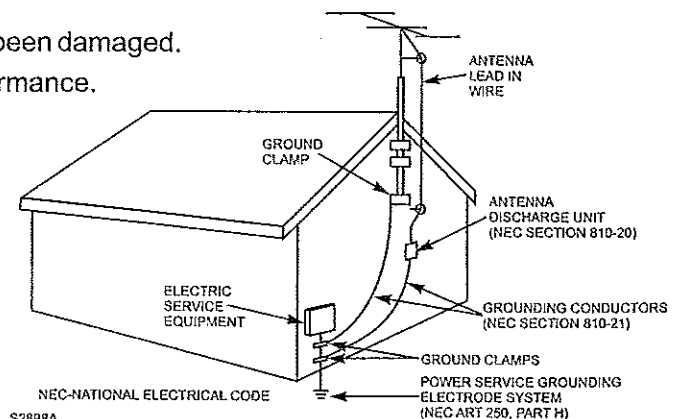 been damaged.
ormance.
ANTENNA
LEAD IN
WIRE
GROUND
CLAMP
ANTENNA
DISCHARGE UNIT
(NEC SECTION 810-20)
ELECTRIC
SERVICE
EQUIPMENT
GROUNDING CONDUCTORS
(NEC SECTION 810-21)
GROUND CLAMPS
POWER SERVICE GROUNDING
ELECTRODE SYSTEM
(NEC ART 250, PART H)
NEC-NATIONAL ELECTRICAL CODE
S2898A